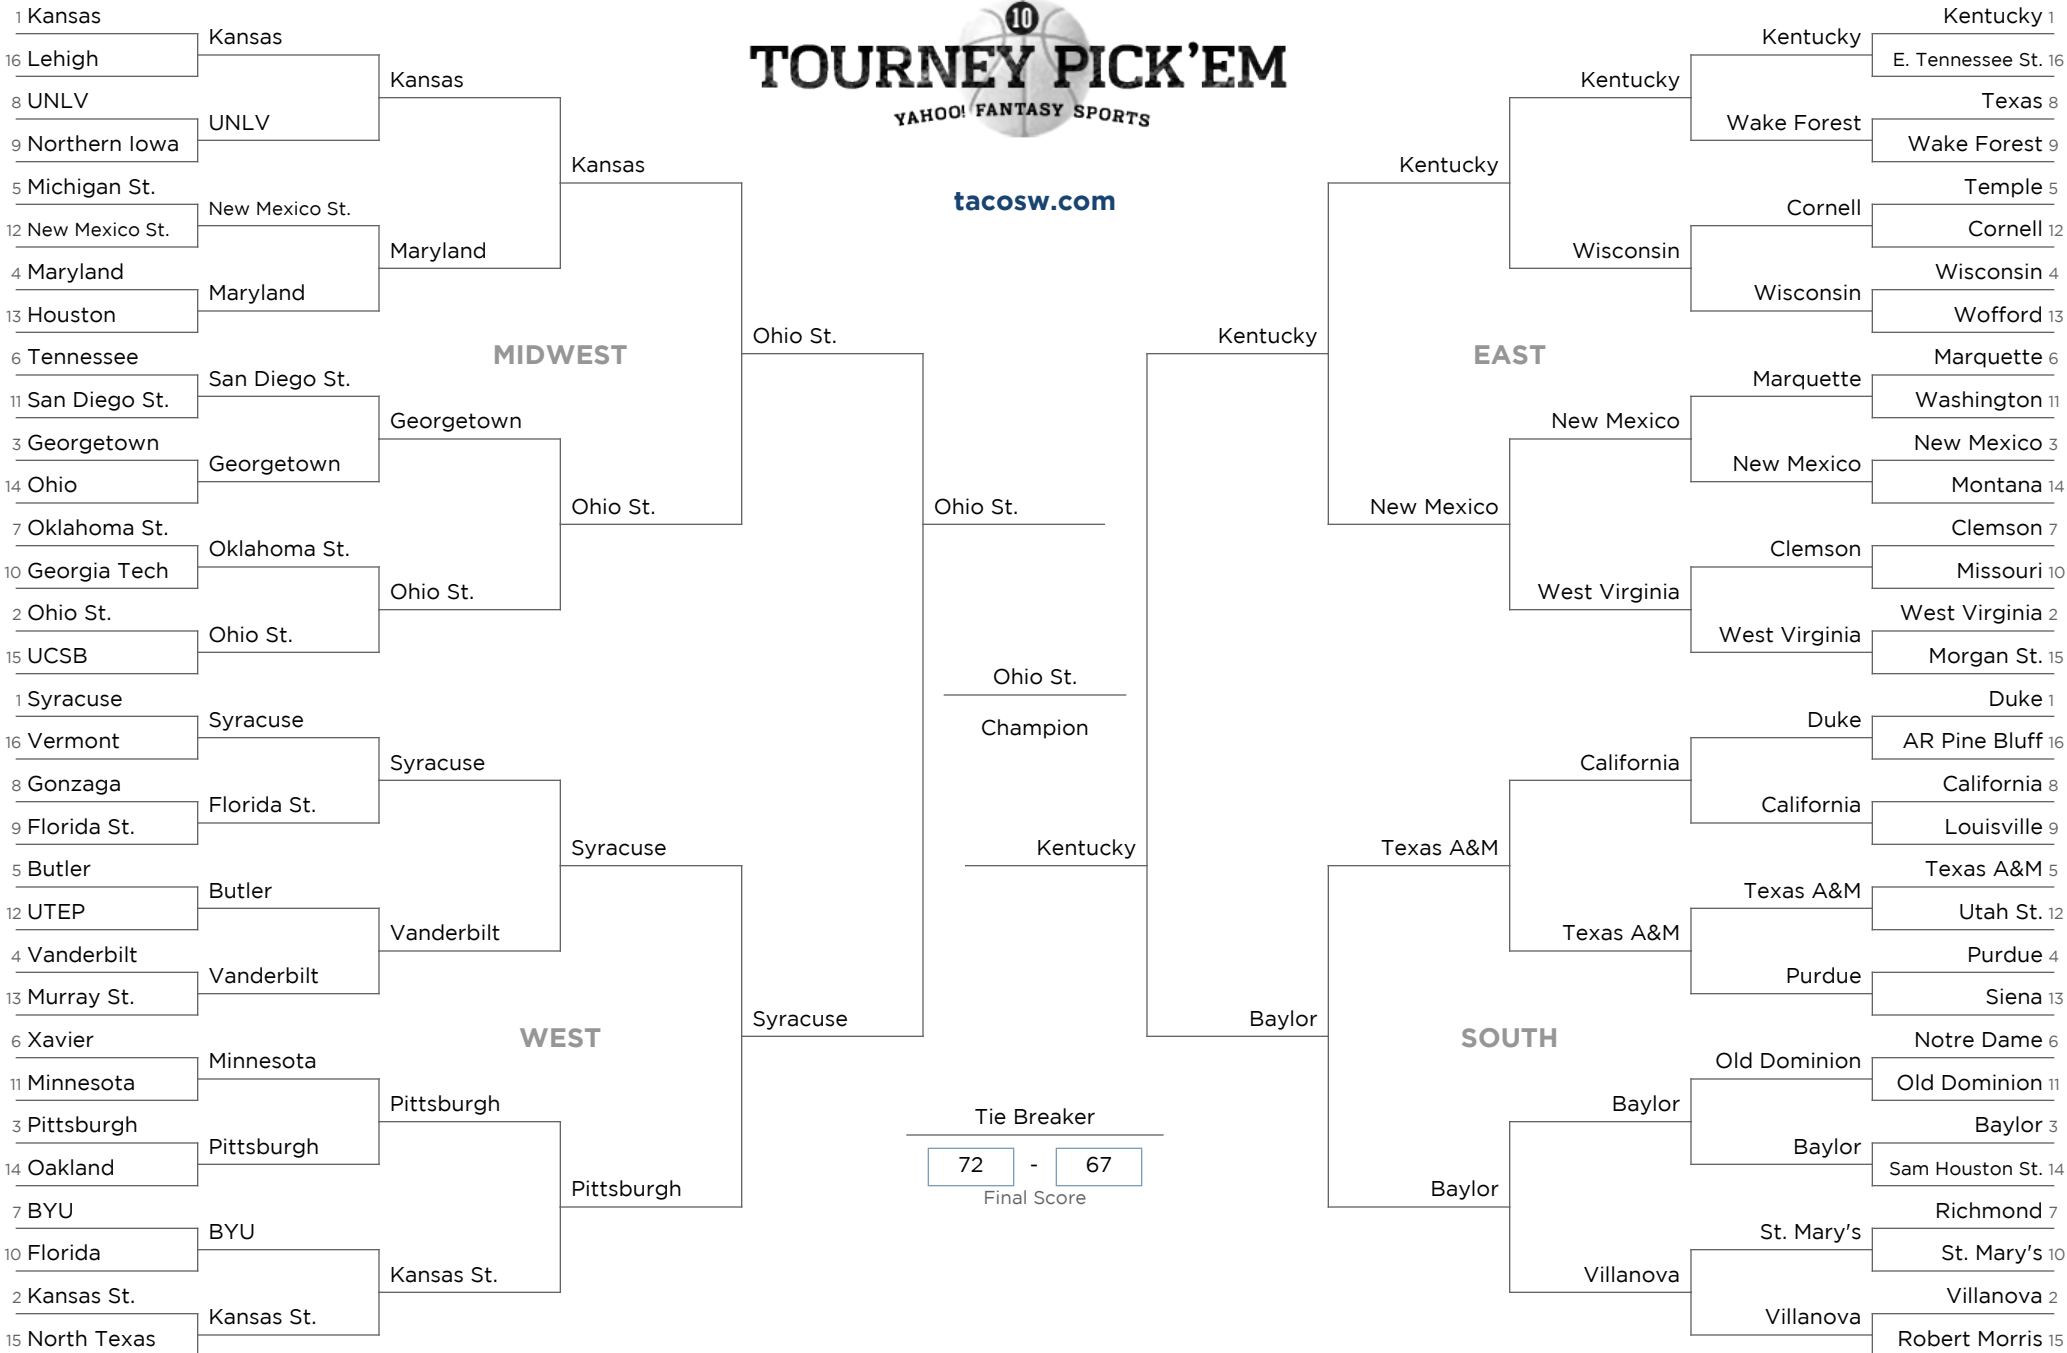 10
TOURNEY PICK'EM
YAHOO! FANTASY SPORTS
tacosw.com
1 Kansas
16 Lehigh
8 UNLV
9 Northern Iowa
5 Michigan St.
12 New Mexico St.
4 Maryland
13 Houston
6 Tennessee
11 San Diego St.
3 Georgetown
14 Ohio
7 Oklahoma St.
10 Georgia Tech
2 Ohio St.
15 UCSB
Kansas
UNLV
New Mexico St.
Maryland
San Diego St.
Georgetown
Oklahoma St.
Ohio St.
Kansas
Maryland
Georgetown
Ohio St.
Kansas
Ohio St.
MIDWEST
Ohio St.
1 Syracuse
16 Vermont
8 Gonzaga
9 Florida St.
5 Butler
12 UTEP
4 Vanderbilt
13 Murray St.
6 Xavier
11 Minnesota
3 Pittsburgh
14 Oakland
7 BYU
10 Florida
2 Kansas St.
15 North Texas
Syracuse
Florida St.
Butler
Vanderbilt
Minnesota
Pittsburgh
BYU
Kansas St.
Syracuse
Vanderbilt
Pittsburgh
Kansas St.
Syracuse
Pittsburgh
WEST
Syracuse
Ohio St.
Ohio St.
Champion
Kentucky
Tie Breaker
72 - 67
Final Score
Kentucky 1
E. Tennessee St. 16
Texas 8
Wake Forest 9
Temple 5
Cornell 12
Wisconsin 4
Wofford 13
Marquette 6
Washington 11
New Mexico 3
Montana 14
Clemson 7
Missouri 10
West Virginia 2
Morgan St. 15
Kentucky
Wake Forest
Cornell
Wisconsin
Marquette
New Mexico
Clemson
West Virginia
Kentucky
Wisconsin
New Mexico
West Virginia
Kentucky
New Mexico
EAST
Kentucky
Duke 1
AR Pine Bluff 16
California 8
Louisville 9
Texas A&M 5
Utah St. 12
Purdue 4
Siena 13
Notre Dame 6
Old Dominion 11
Baylor 3
Sam Houston St. 14
Richmond 7
St. Mary's 10
Villanova 2
Robert Morris 15
Duke
California
Texas A&M
Purdue
Old Dominion
Baylor
St. Mary's
Villanova
California
Texas A&M
Baylor
Villanova
Texas A&M
Baylor
SOUTH
Baylor